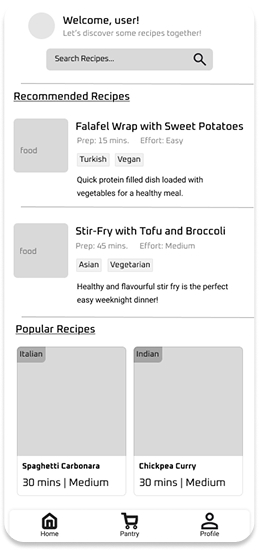 Welcome, user!
Let's discover some recipes together!
Search Recipes...
Recommended Recipes
food
Falafel Wrap with Sweet Potatoes
Prep: 15 mins. Effort: Easy
Turkish Vegan
Quick protein filled dish loaded with
vegetables for a healthy meal.
food
Stir-Fry with Tofu and Broccoli
Prep: 45 mins. Effort: Medium
Asian Vegetarian
Healthy and flavourful stir fry is the perfect
easy weeknight dinner!
Popular Recipes
Italian
Spaghetti Carbonara
30 mins | Medium
Indian
Chickpea Curry
30 mins | Medium
Home Pantry Profile